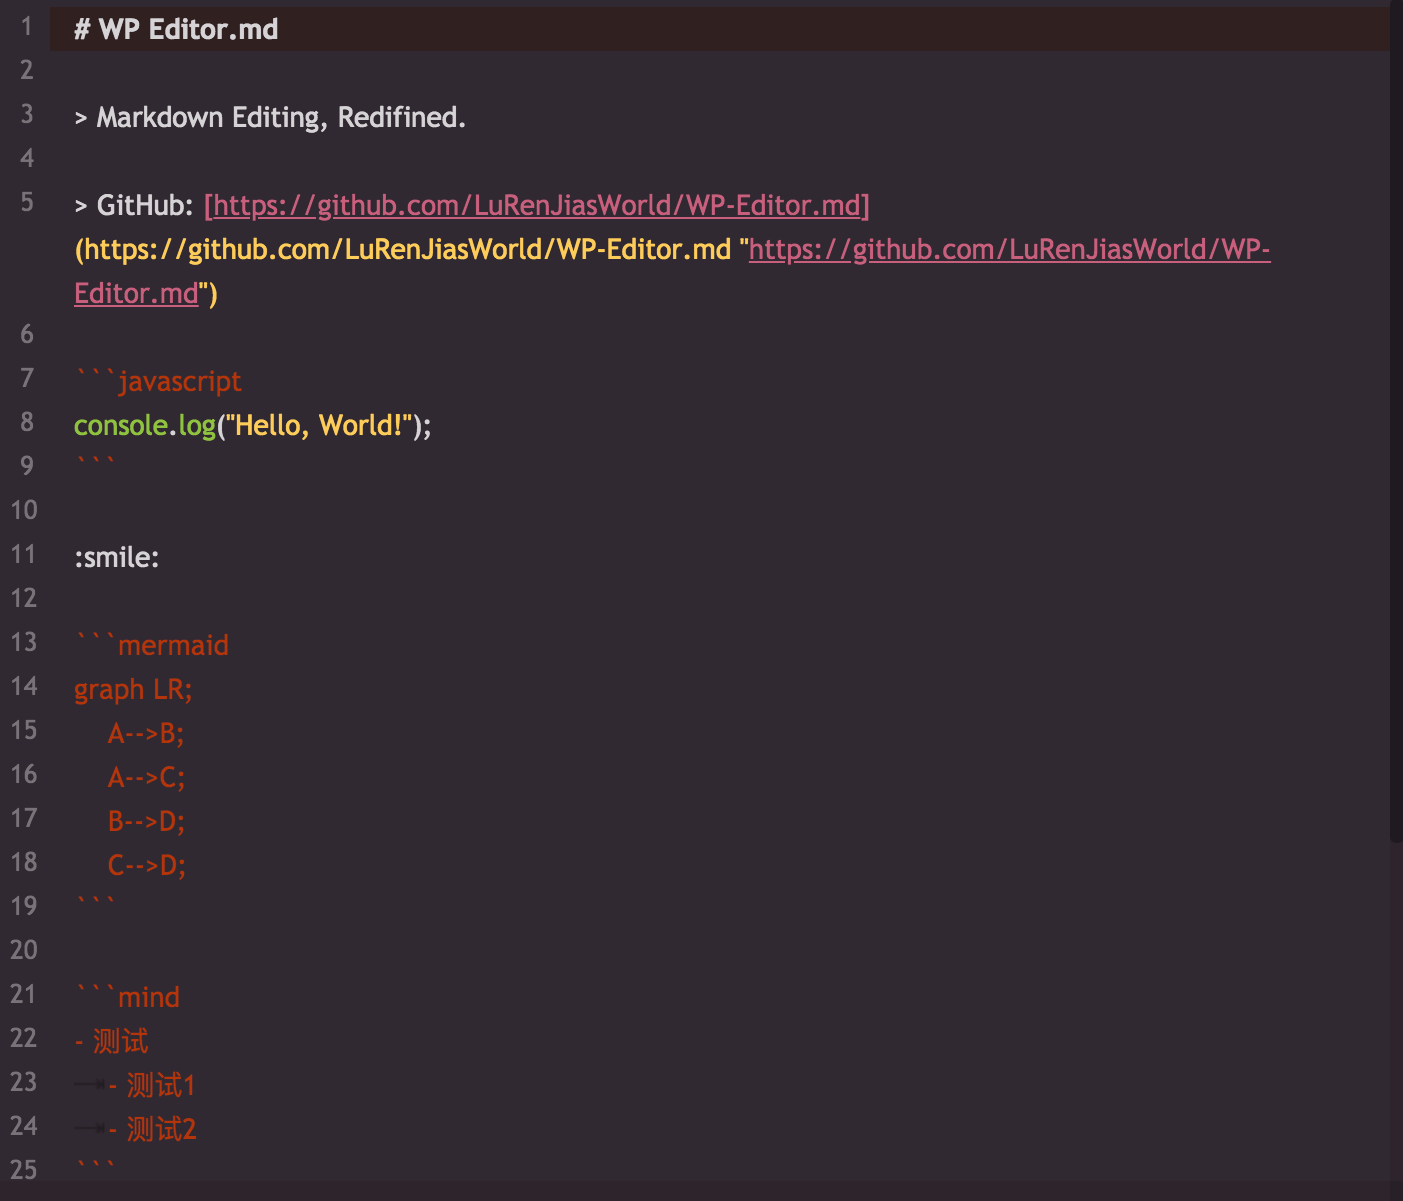 1 # WP Editor.md
2
3 > Markdown Editing, Redifined.
4
5 > GitHub: [https://github.com/LuRenJiasWorld/WP-Editor.md]
(https://github.com/LuRenJiasWorld/WP-Editor.md "https://github.com/LuRenJiasWorld/WP-
Editor.md")
6
7 ```javascript
8 console.log("Hello, World!");
9 ```
10
11 :smile:
12
13 ```mermaid
14 graph LR;
15 A-->B;
16 A-->C;
17 B-->D;
18 C-->D;
19 ```
20
21 ```mind
22 - 测试
23 - 测试1
24 - 测试2
25 ```